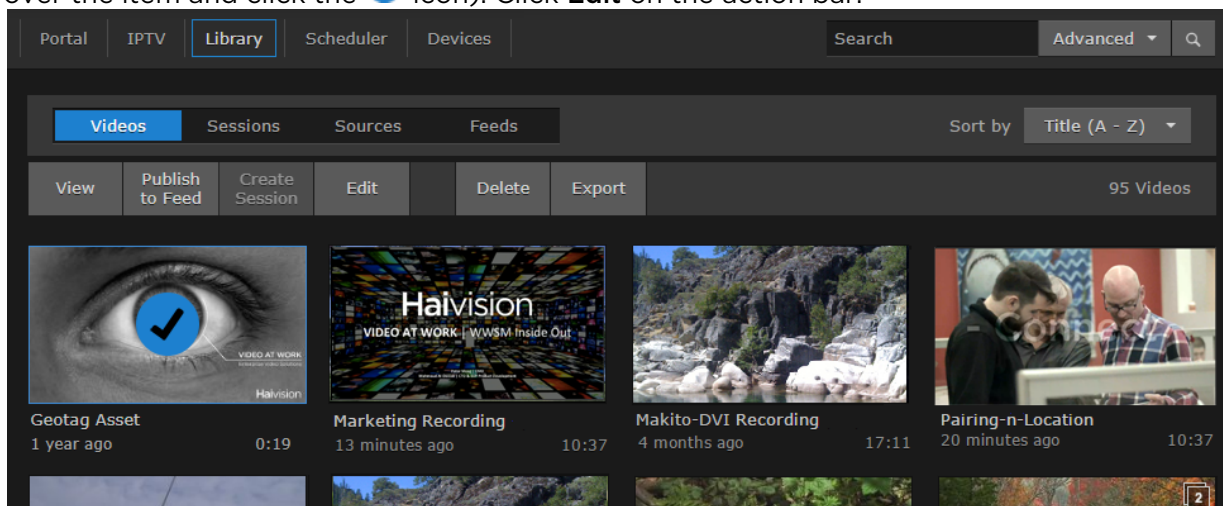 over the item and click the icon). Click Edit on the action bar.
Portal IPTV Library Scheduler Devices Search Advanced
Videos Sessions Sources Feeds Sort by Title (A - Z)
View Publish to Feed Create Session Edit Delete Export 95 Videos
VIDEO AT WORK
Haivision
Haivision
VIDEO AT WORK | WWSM Inside Out
- Connect
2
Geotag Asset
1 year ago 0:19
Marketing Recording
13 minutes ago 10:37
Makito-DVI Recording
4 months ago 17:11
Pairing-n-Location
20 minutes ago 10:37